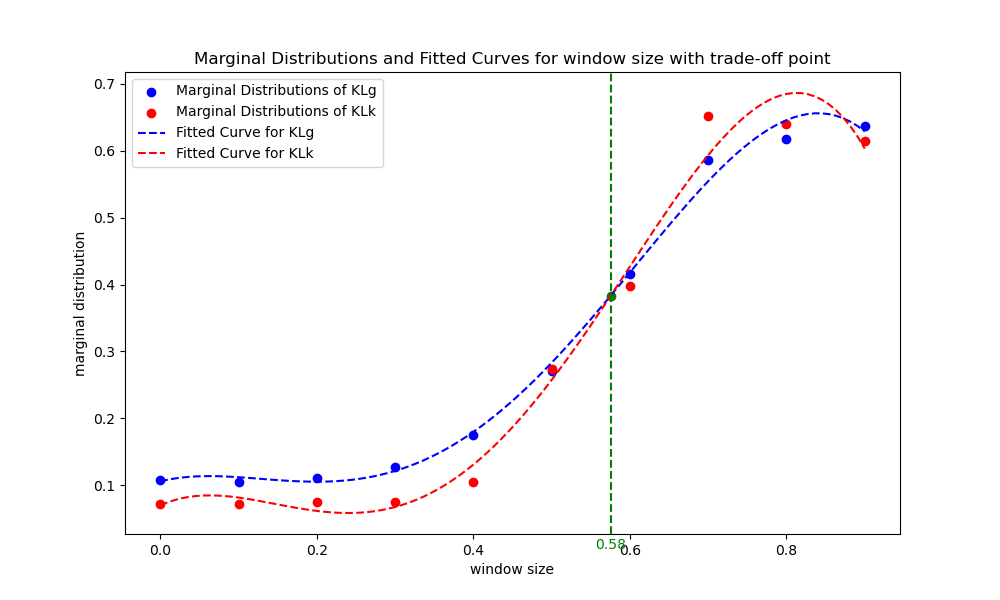 Marginal Distributions and Fitted Curves for window size with trade-off point
Marginal Distributions of KLg
Marginal Distributions of KLk
Fitted Curve for KLg
Fitted Curve for KLk
marginal distribution
0.7
0.6
0.5
0.4
0.3
0.2
0.1
0.0
0.2
0.4
0.58
0.6
0.8
window size